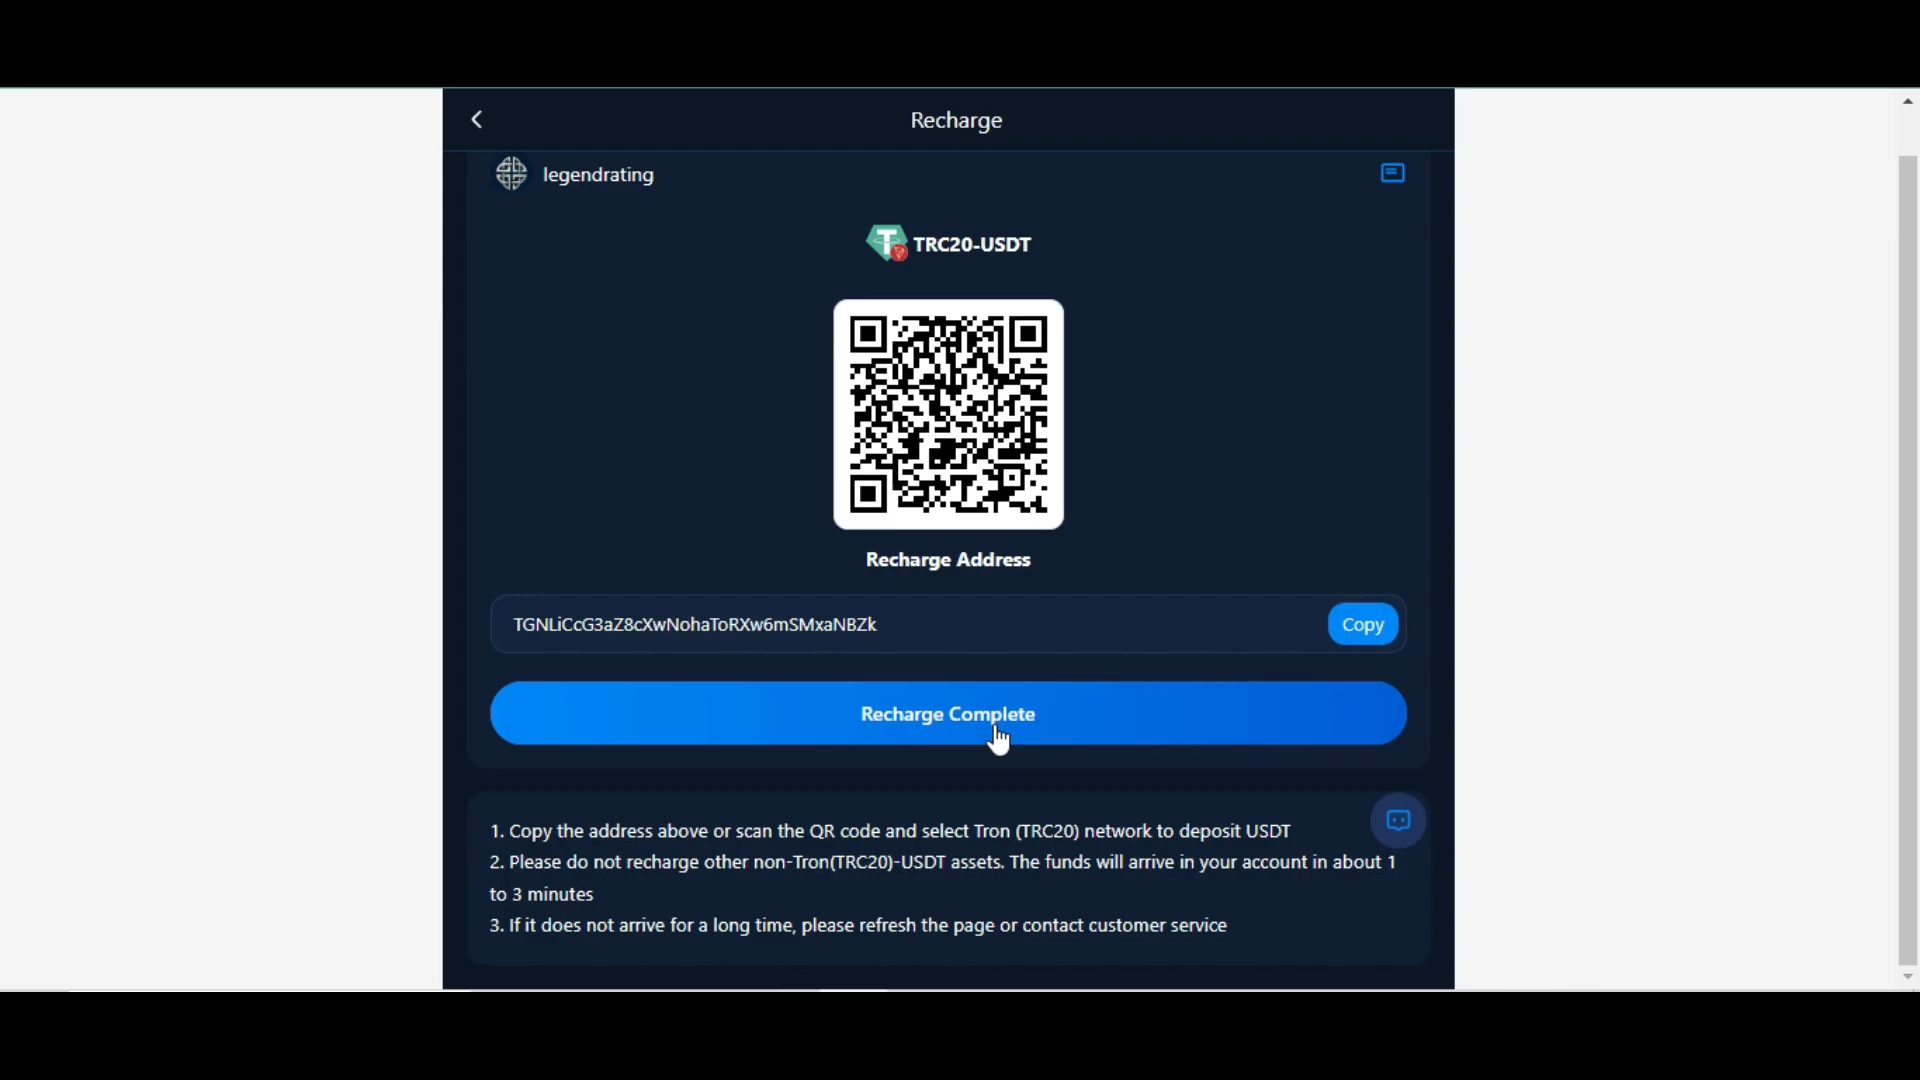 Recharge
legendrating
TRC20-USDT
Recharge Address
TGNLiCcG3aZ8cXwNohaToRXw6mSMxaNBZk
Copy
Recharge Complete
1. Copy the address above or scan the QR code and select Tron (TRC20) network to deposit USDT
2. Please do not recharge other non-Tron(TRC20)-USDT assets. The funds will arrive in your account in about 1
to 3 minutes
3. If it does not arrive for a long time, please refresh the page or contact customer service